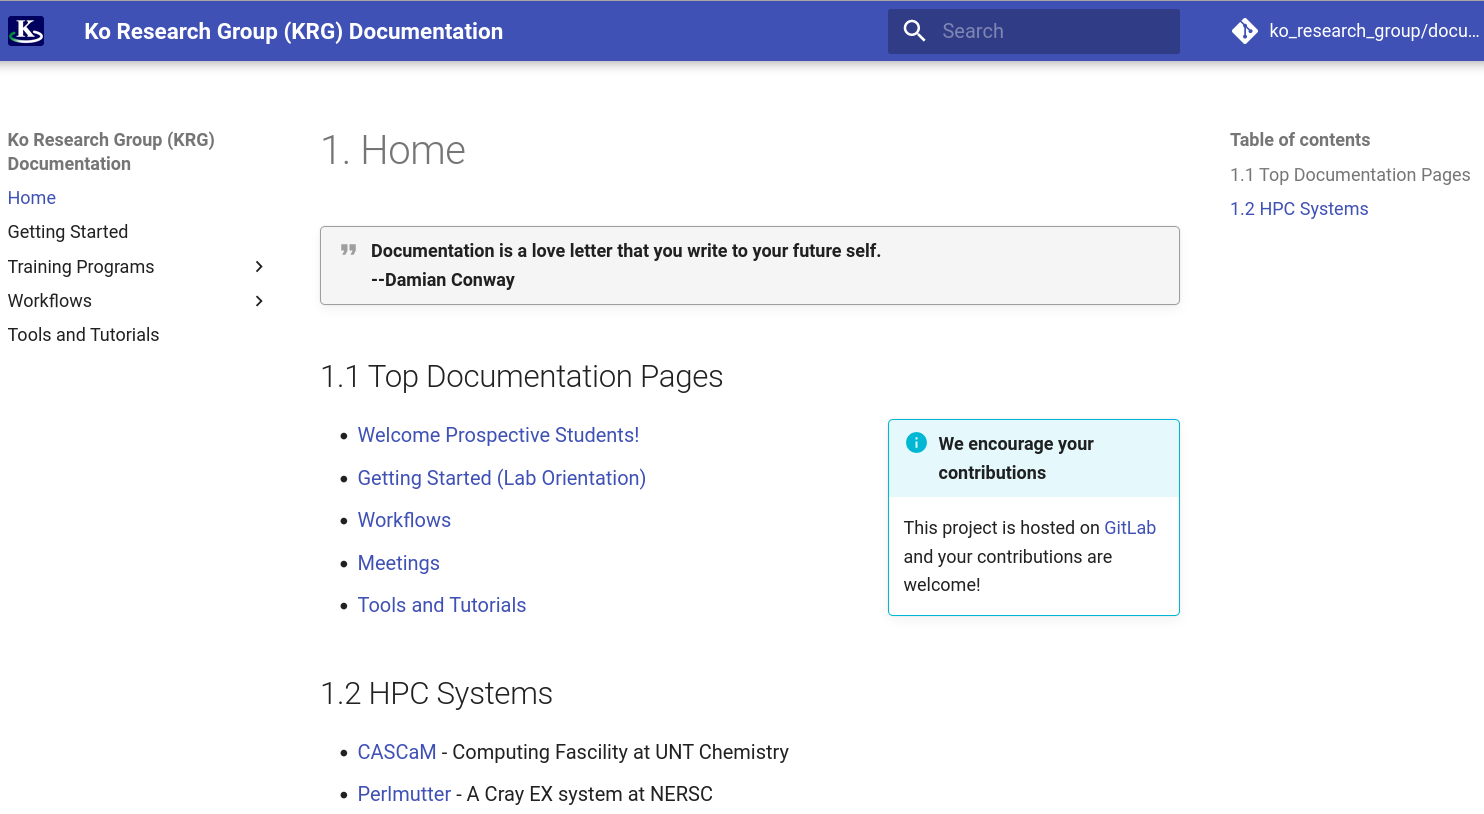 K
Ko Research Group (KRG) Documentation
Search
ko_research_group/docu...
Ko Research Group (KRG)
Documentation
Home
Getting Started
Training Programs
Workflows
Tools and Tutorials
1. Home
Documentation is a love letter that you write to your future self.
--Damian Conway
1.1 Top Documentation Pages
• Welcome Prospective Students!
• Getting Started (Lab Orientation)
• Workflows
• Meetings
• Tools and Tutorials
We encourage your
contributions
This project is hosted on GitLab
and your contributions are
welcome!
1.2 HPC Systems
• CASCaM - Computing Fascility at UNT Chemistry
• Perlmutter - A Cray EX system at NERSC
Table of contents
1.1 Top Documentation Pages
1.2 HPC Systems